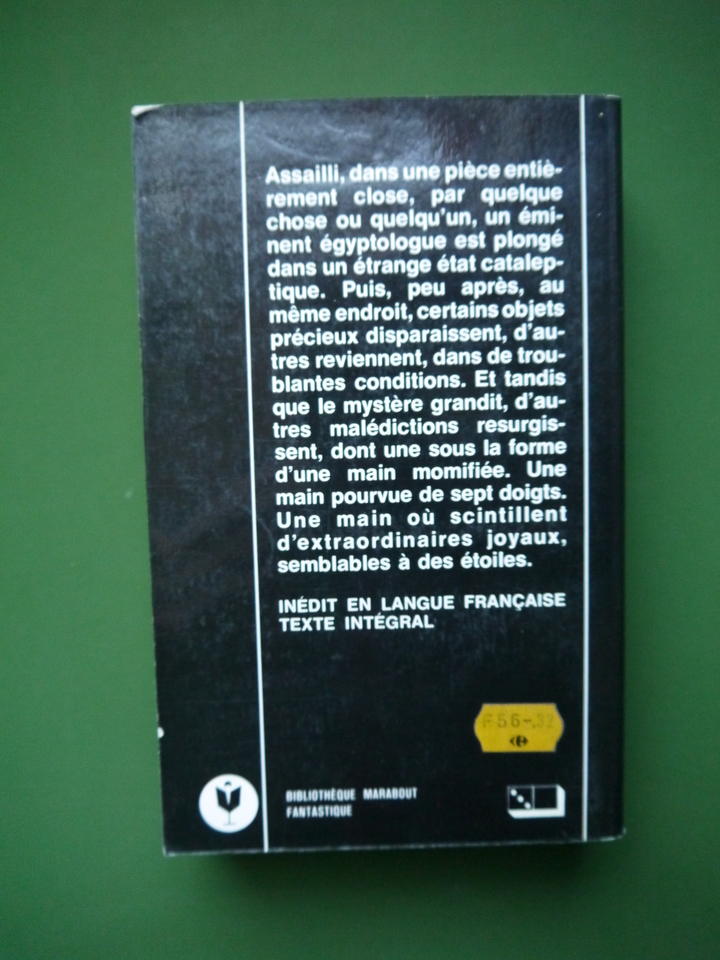 Assailli, dans une pièce entiè-
rement close, par quelque
chose ou quelqu'un, un émi-
nent égyptologue est plongé
dans un étrange état catalep-
tique. Puis, peu après, au
même endroit, certains objets
précieux disparaissent, d'au-
tres reviennent, dans de trou-
blantes conditions. Et tandis
que le mystère grandit, d'au-
tres malédictions resurgis-
sent, dont une sous la forme
d'une main momifiée. Une
main pourvue de sept doigts.
Une main où scintillent
d'extraordinaires joyaux,
semblables à des étoiles.
INÉDIT EN LANGUE FRANÇAISE
TEXTE INTÉGRAL
F56-.32
BIBLIOTHÈQUE MARABOUT
FANTASTIQUE